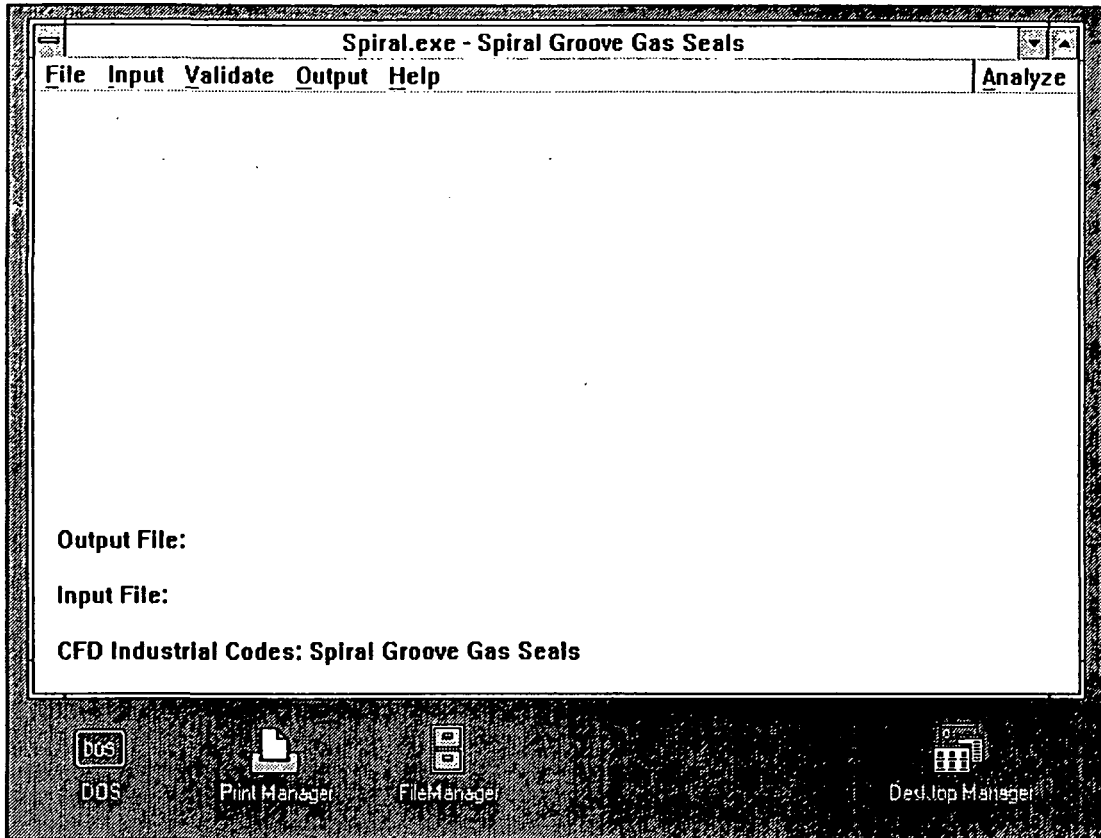 Spiral.exe - Spiral Groove Gas Seals
File Input Validate Output Help Analyze
Output File:
Input File:
CFD Industrial Codes: Spiral Groove Gas Seals
DOS
DOS Print Manager FileManager Desktop Manager